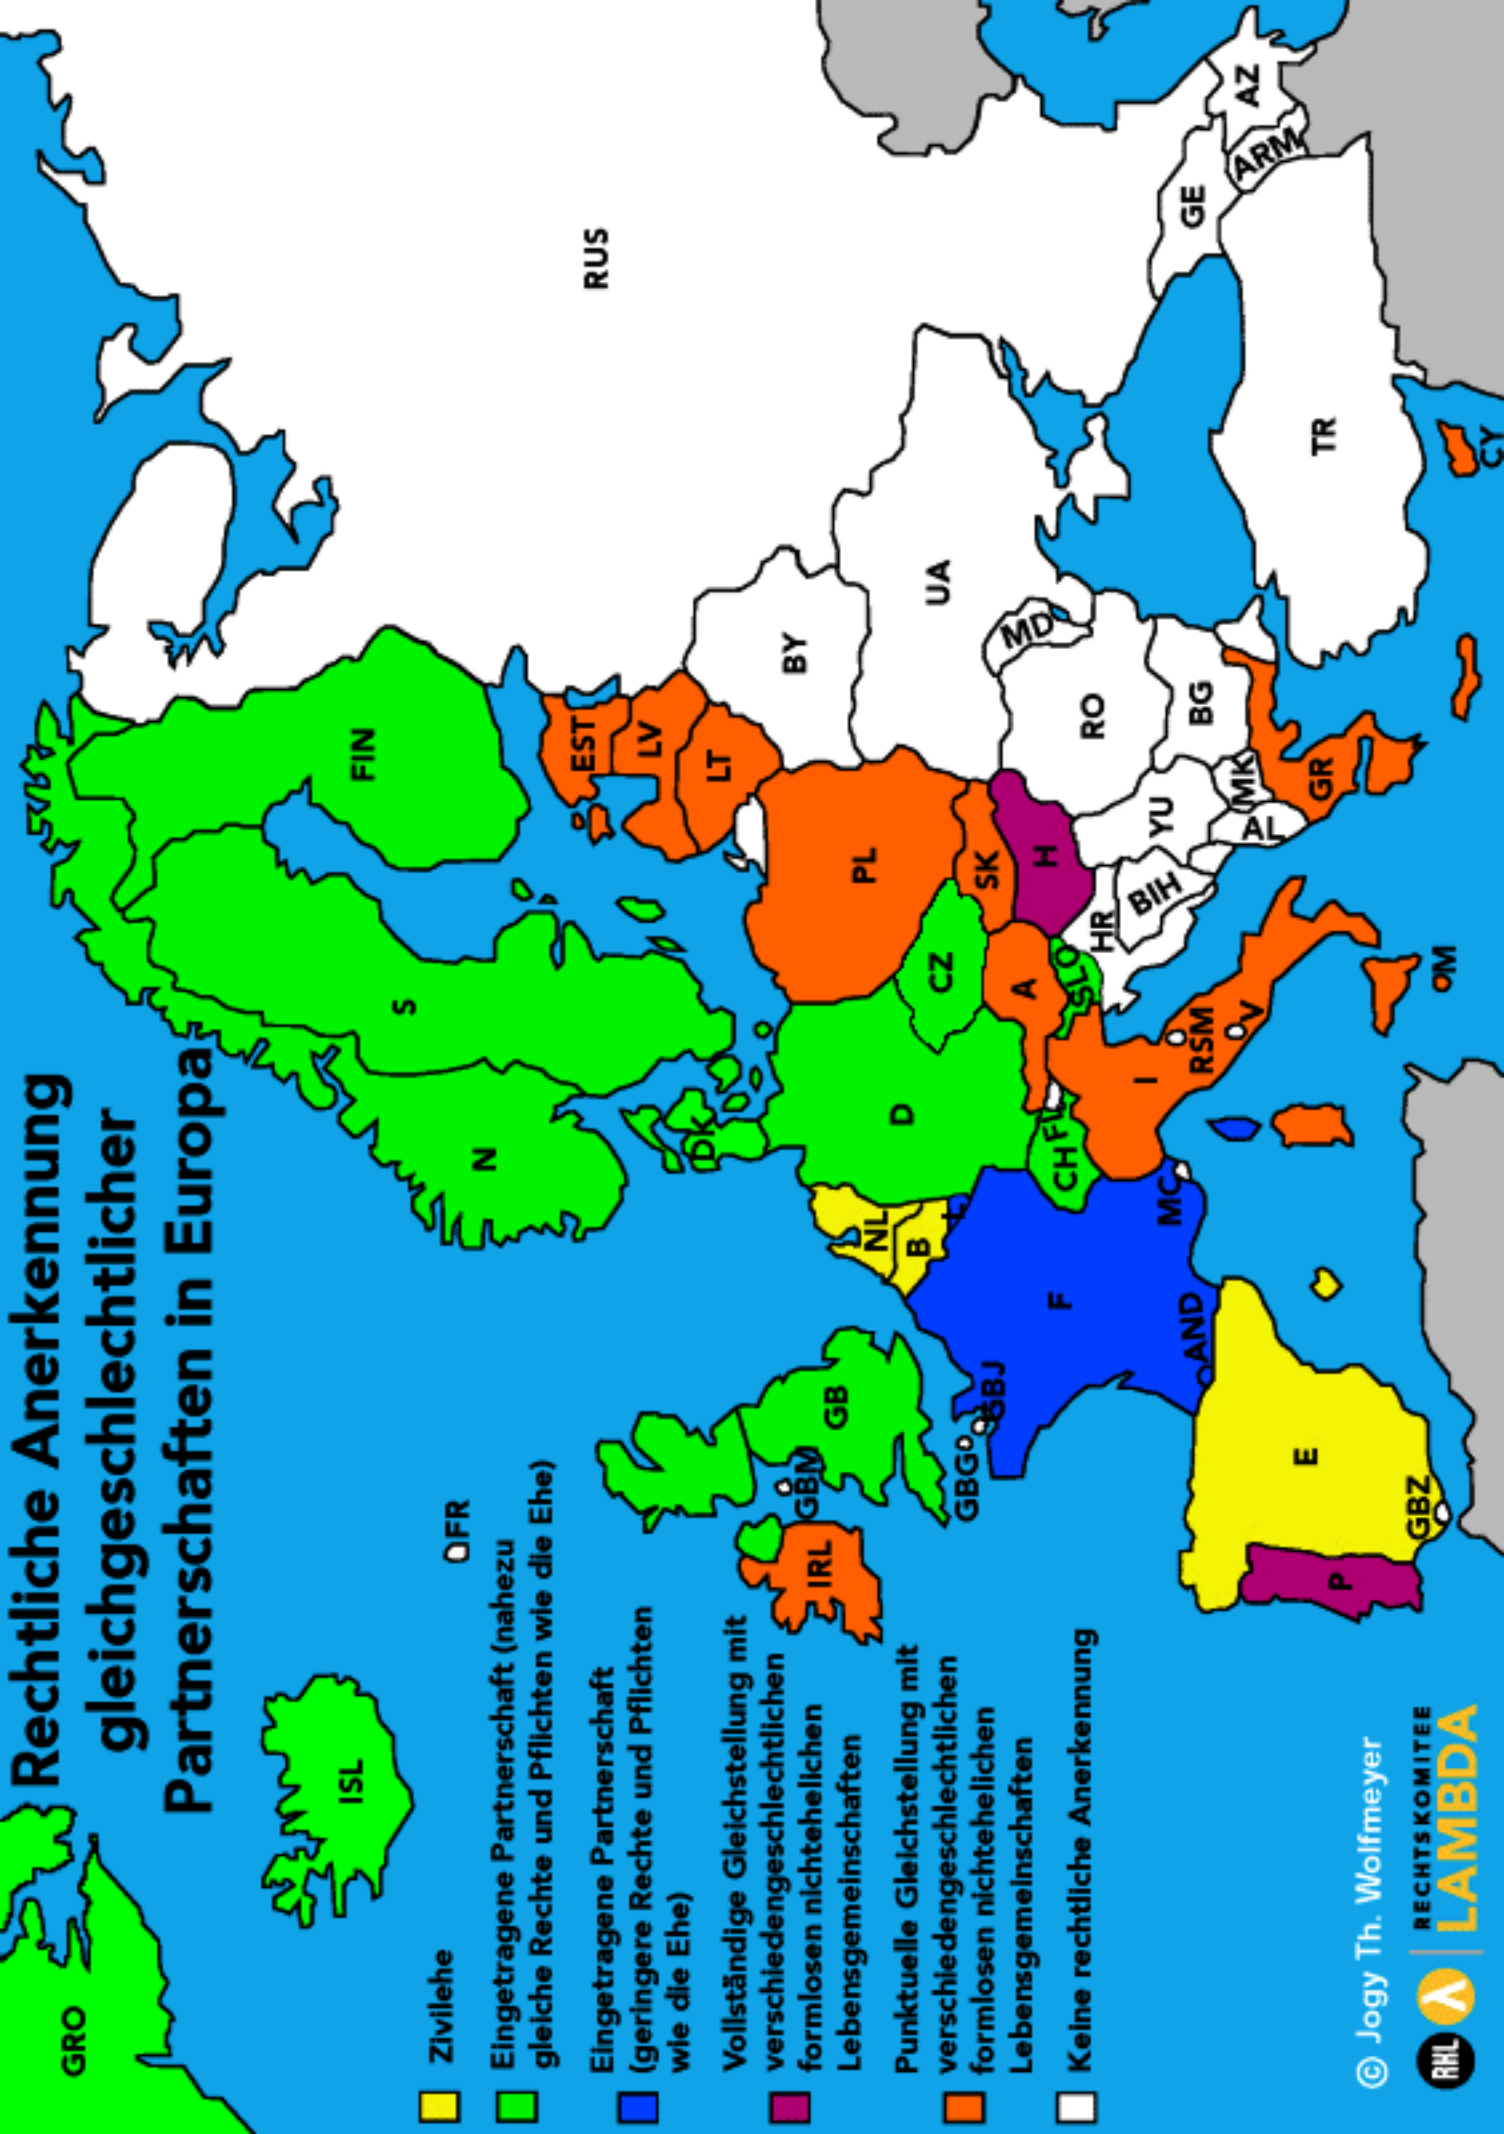 Rechtliche Anerkennung
gleichgeschlechtlicher
Partnerschaften in Europa
GRO
ISL
FR
N
S
FIN
RUS
DK
EST
LV
LT
BY
GB
GBM
IRL
GBG
GBJ
NL
B
L
D
PL
CZ
SK
UA
MD
A
H
RO
F
CH
FL
SLO
HR
BIH
YU
BG
MK
AL
GR
I
RSM
V
M
MC
AND
E
P
GBZ
TR
CY
GE
ARM
AZ
Zivilehe
Eingetragene Partnerschaft (nahezu
gleiche Rechte und Pflichten wie die Ehe)
Eingetragene Partnerschaft
(geringere Rechte und Pflichten
wie die Ehe)
Vollständige Gleichstellung mit
verschiedengeschlechtlichen
formlosen nichtehelichen
Lebensgemeinschaften
Punktuelle Gleichstellung mit
verschiedengeschlechtlichen
formlosen nichtehelichen
Lebensgemeinschaften
Keine rechtliche Anerkennung
© Jogy Th. Wolfmeyer
RHL
RECHTSKOMITEE
LAMBDA